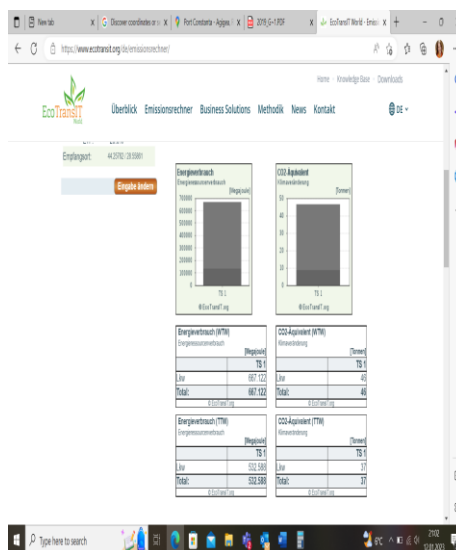 New tab
Discover coordinates or s
Port Constanta - Agigea,
2019_G-1.PDF
EcoTransIT World - Emiss
https://www.ecotransit.org/de/emissionsrechner/
Home - Knowledge Base - Downloads
EcoTransIT
World
Überblick Emissionsrechner Business Solutions Methodik News Kontakt
DE
Empfangsort:
Eingabe ändern
Energieverbrauch
Energieressourcenverbrauch
[Megajoule]
700000
600000
500000
400000
300000
200000
100000
0
TS 1
© EcoTransIT.org
CO2-Äquivalent
Klimaveränderung
[Tonnen]
50
40
30
20
10
0
TS 1
© EcoTransIT.org
Energieverbrauch (WTW)
Energieressourcenverbrauch
[Megajoule]
TS 1
Lkw 667.122
Total: 667.122
© EcoTransIT.org
CO2-Äquivalent (WTW)
Klimaveränderung
[Tonnen]
TS 1
Lkw 46
Total: 46
© EcoTransIT.org
Energieverbrauch (TTW)
Energieressourcenverbrauch
[Megajoule]
TS 1
Lkw 532.588
Total: 532.588
© EcoTransIT.org
CO2-Äquivalent (TTW)
Klimaveränderung
[Tonnen]
TS 1
Lkw 37
Total: 37
© EcoTransIT.org
Type here to search
6°C
21:02
12.01.2023